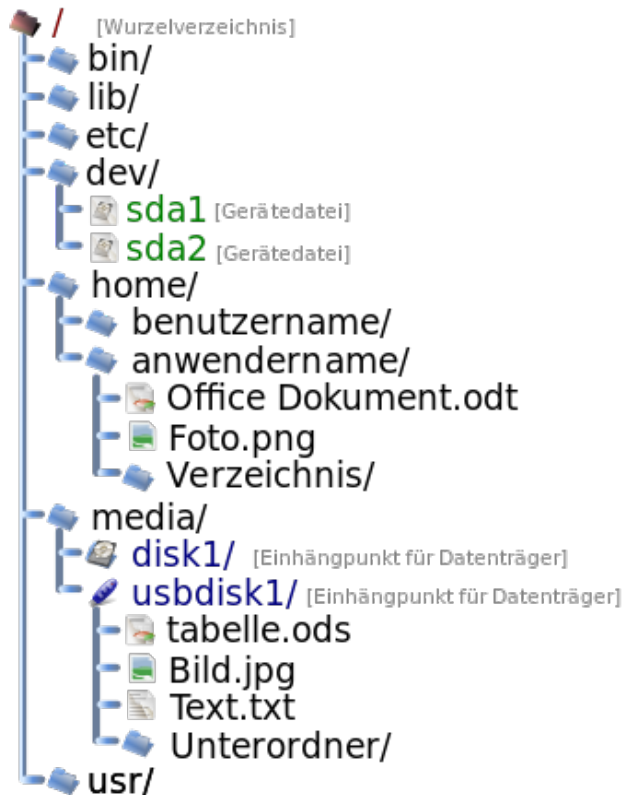 / [Wurzelverzeichnis]
bin/
lib/
etc/
dev/
sda1 [Gerätedatei]
sda2 [Gerätedatei]
home/
benutzername/
anwendername/
Office Dokument.odt
Foto.png
Verzeichnis/
media/
disk1/ [Einhängpunkt für Datenträger]
usbdisk1/ [Einhängpunkt für Datenträger]
tabelle.ods
Bild.jpg
Text.txt
Unterordner/
usr/